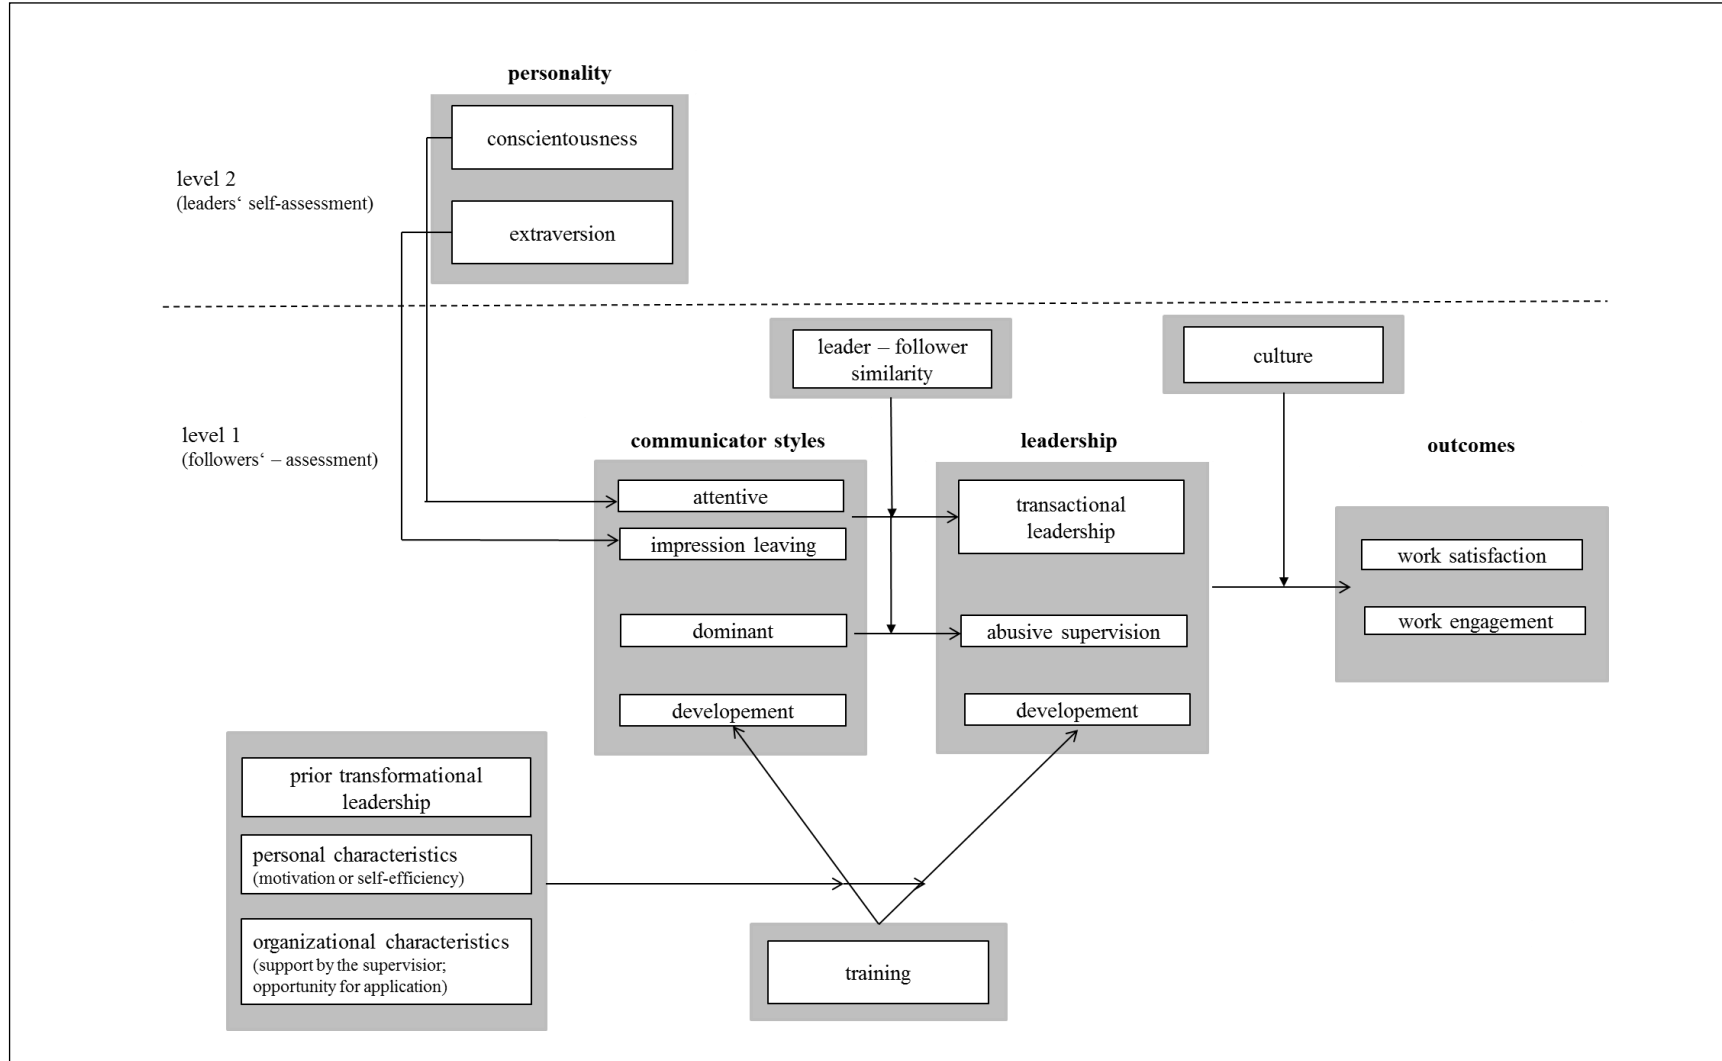 personality
conscientousness
level 2
(leaders‘ self-assessment)
extraversion
leader – follower
similarity
culture
level 1
(followers‘ – assessment)
communicator styles
leadership
outcomes
attentive
transactional
leadership
impression leaving
work satisfaction
dominant
abusive supervision
work engagement
developement
developement
prior transformational
leadership
personal characteristics
(motivation or self-efficiency)
organizational characteristics
(support by the supervisior;
opportunity for application)
training